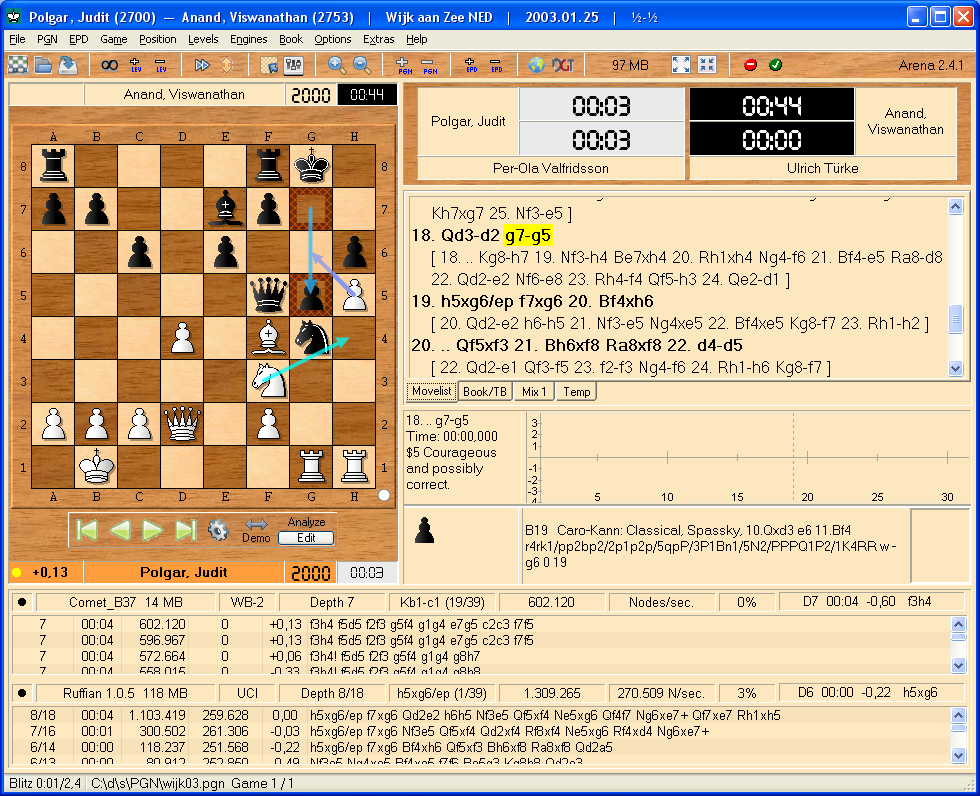 Polgar, Judit (2700) — Anand, Viswanathan (2753) | Wijk aan Zee NED | 2003.01.25 | ½-½
File PGN EPD Game Position Levels Engines Book Options Extras Help
LEV LEV PGN PGN EPD EPD 97 MB Arena 2.4.1
Anand, Viswanathan 2000 00:44
A B C D E F G H
8 8
7 7
6 6
5 5
4 4
3 3
2 2
1 1
A B C D E F G H
Demo Analyze
Edit
+0,13 Polgar, Judit 2000 00:03
Polgar, Judit 00:03 00:44 Anand, Viswanathan
00:03 00:00
Per-Ola Valfridsson Ulrich Türke
Kh7xg7 25. Nf3-e5 ]
18. Qd3-d2 g7-g5
[ 18. .. Kg8-h7 19. Nf3-h4 Be7xh4 20. Rh1xh4 Ng4-f6 21. Bf4-e5 Ra8-d8
22. Qd2-e2 Nf6-e8 23. Rh4-f4 Qf5-h3 24. Qe2-d1 ]
19. h5xg6/ep f7xg6 20. Bf4xh6
[ 20. Qd2-e2 h6-h5 21. Nf3-e5 Ng4xe5 22. Bf4xe5 Kg8-f7 23. Rh1-h2 ]
20. .. Qf5xf3 21. Bh6xf8 Ra8xf8 22. d4-d5
[ 22. Qd2-e1 Qf3-f5 23. f2-f3 Ng4-f6 24. Rh1-h6 Kg8-f7 ]
Movelist Book/TB Mix 1 Temp
18. .. g7-g5
Time: 00:00,000
$5 Courageous
and possibly
correct.
3
2
1
-1
-2
-3
-4
5 10 15 20 25 30
B19 Caro-Kann: Classical, Spassky, 10.Qxd3 e6 11.Bf4
r4rk1/pp2bp2/2p1p2p/5qpP/3P1Bn1/5N2/PPPQ1P2/1K4RR w -
g6 0 19
Comet_B37 14 MB WB-2 Depth 7 Kb1-c1 (19/39) 602.120 Nodes/sec. 0% D7 00:04 -0,60 f3h4
7 00:04 602.120 0 +0,13 f3h4 f5d5 f2f3 g5f4 g1g4 e7g5 c2c3 f7f5
7 00:04 596.967 0 +0,13 f3h4 f5d5 f2f3 g5f4 g1g4 e7g5 c2c3 f7f5
7 00:04 572.664 0 +0,06 f3h4! f5d5 f2f3 g5f4 g1g4 g8h7
7 00:04 558.015 0 -0,33 f3h4! f5d5 f2f3 g5f4 g1g4 g8h8
Ruffian 1.0.5 118 MB UCI Depth 8/18 h5xg6/ep (1/39) 1.309.265 270.509 N/sec. 3% D6 00:00 -0,22 h5xg6
8/18 00:04 1.103.419 259.628 0,00 h5xg6/ep f7xg6 Qd2e2 h6h5 Nf3e5 Qf5xf4 Ne5xg6 Qf4f7 Ng6xe7+ Qf7xe7 Rh1xh5
7/16 00:01 300.502 261.306 -0,03 h5xg6/ep f7xg6 Nf3e5 Qf5xf4 Qd2xf4 Rf8xf4 Ne5xg6 Rf4xd4 Ng6xe7+
6/14 00:00 118.237 251.568 -0,22 h5xg6/ep f7xg6 Bf4xh6 Qf5xf3 Bh6xf8 Ra8xf8 Qd2a5
6/13 00:00 80.912 252.850 -0,49 Nf3e5 Ng4xe5 Bf4xe5 f7f6
Blitz 0:01/2,4 C:\d\s\PGN\wijk03.pgn Game 1 / 1